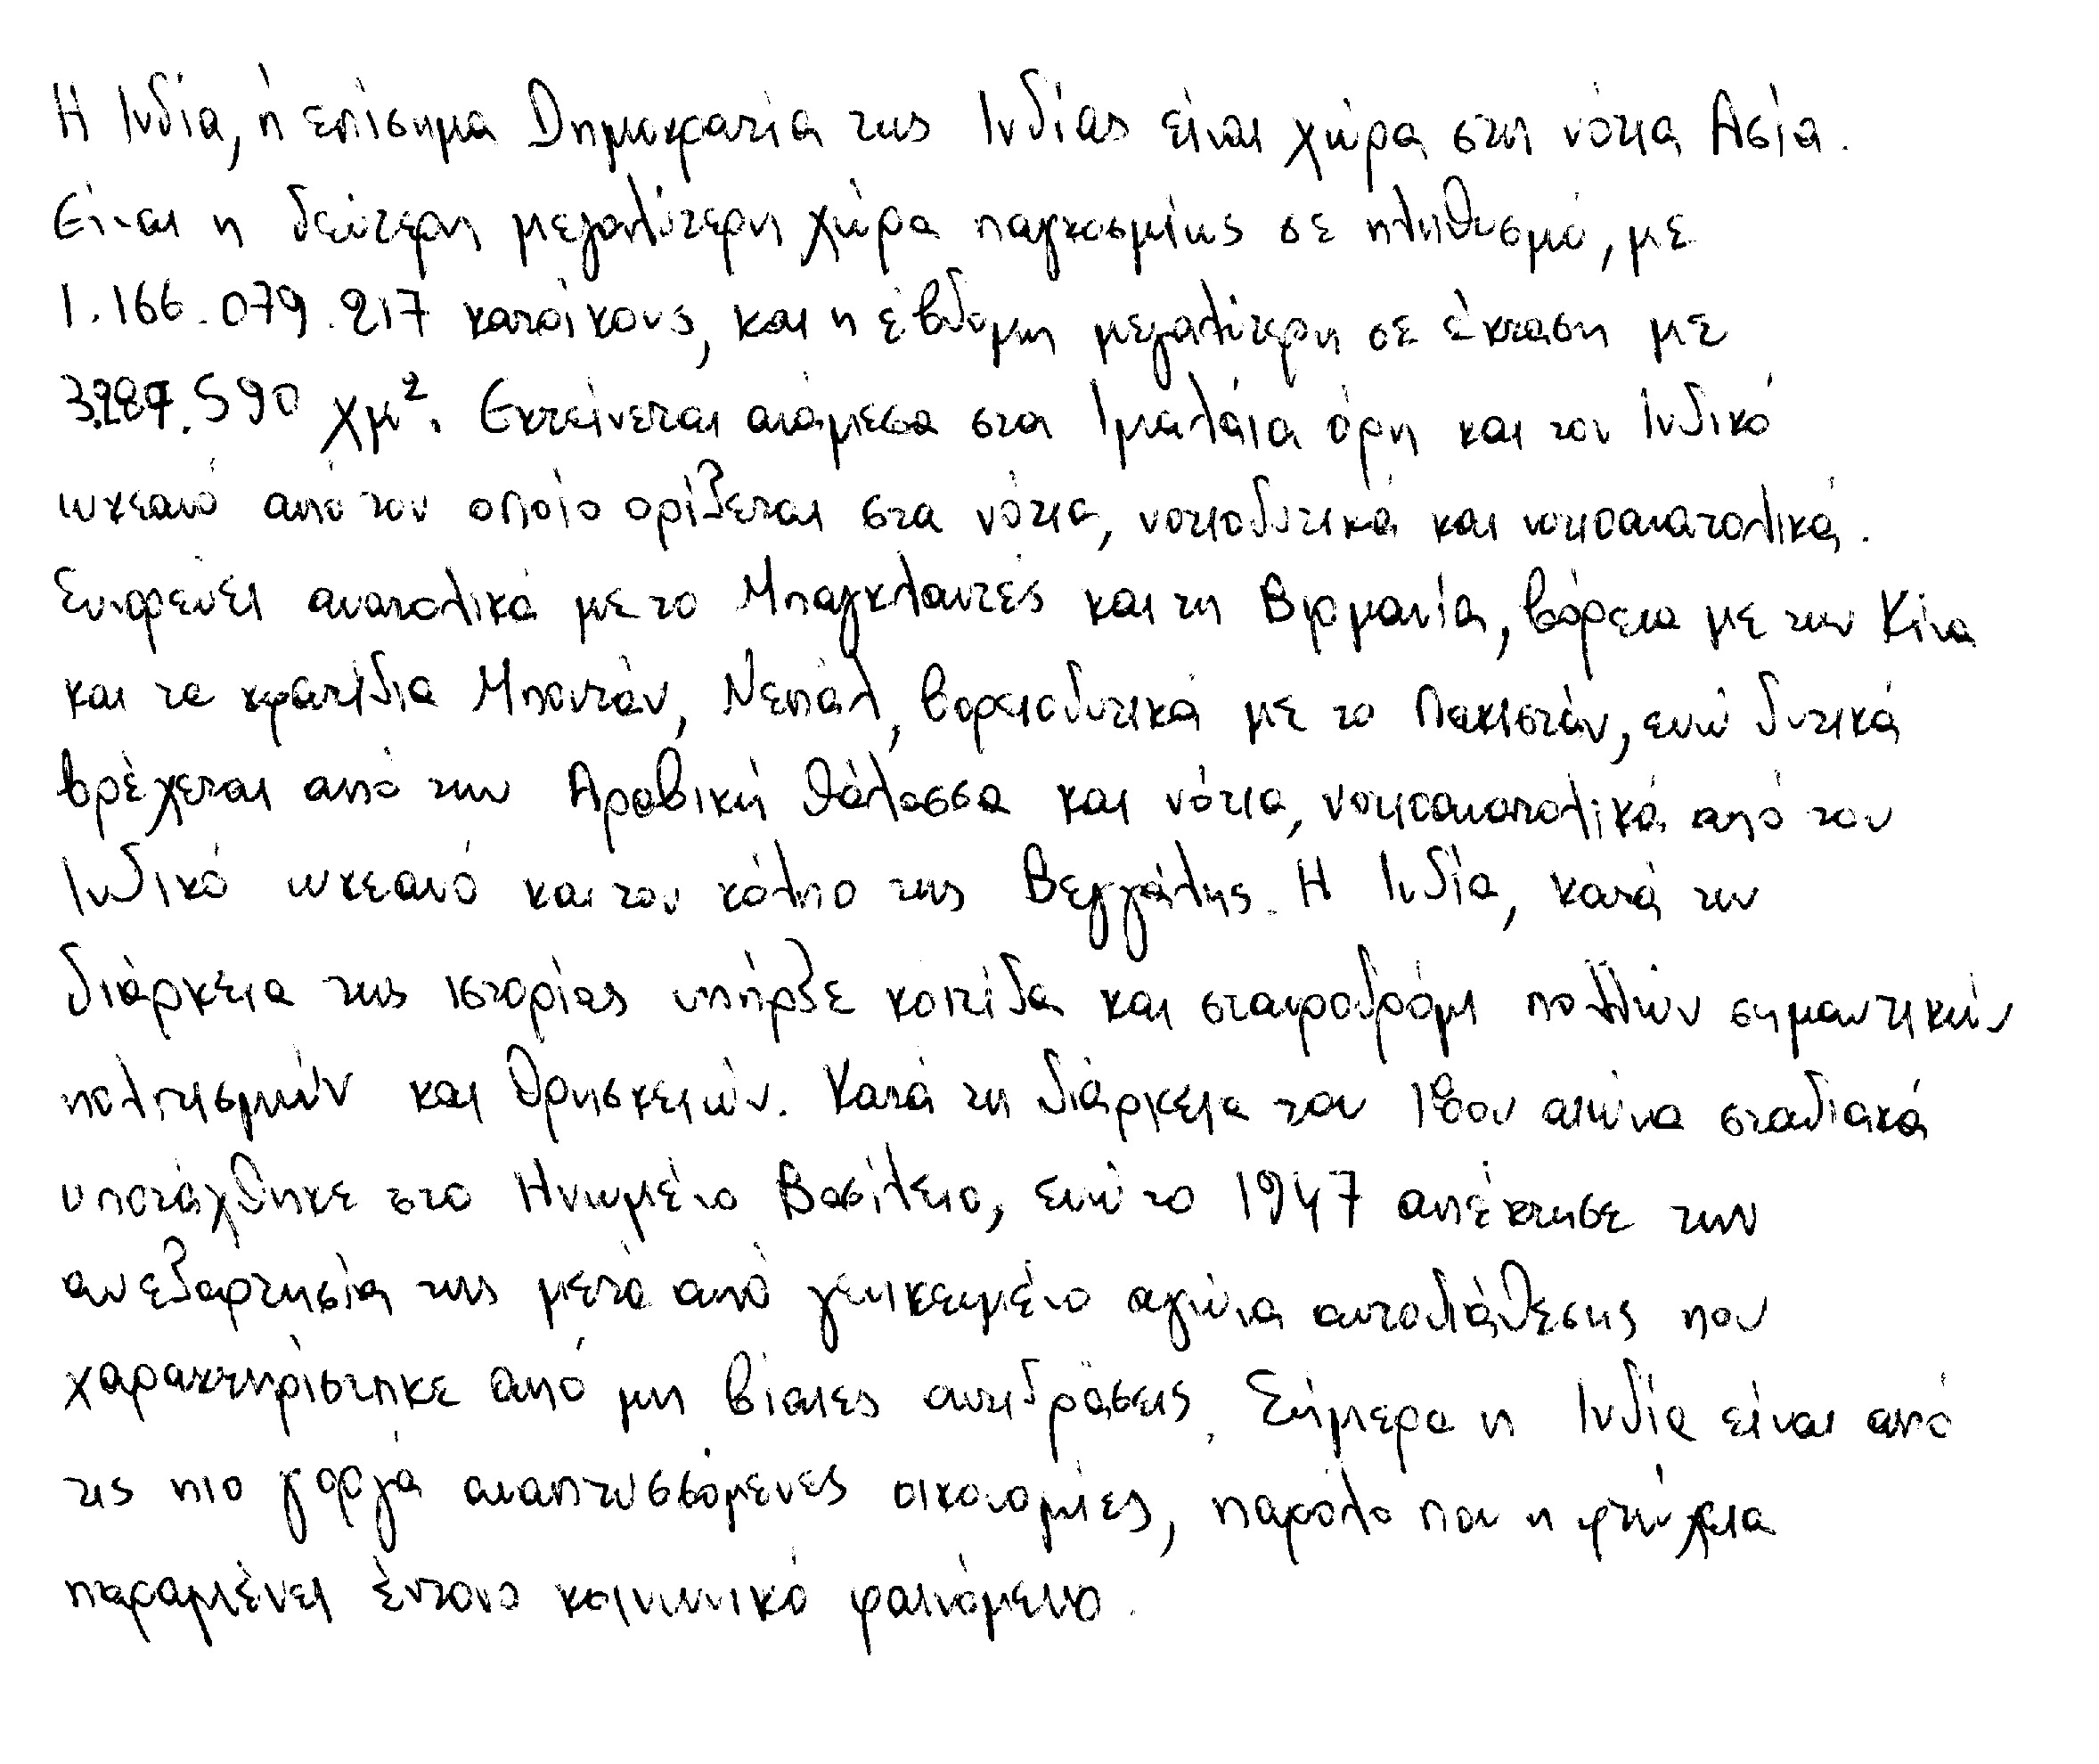 Η Ινδία, ή επίσημα Δημοκρατία της Ινδίας είναι χώρα στη νότια Ασία.
Είναι η δεύτερη μεγαλύτερη χώρα παγκοσμίως σε πληθυσμό, με
1.166.079.217 κατοίκους, και η έβδομη μεγαλύτερη σε έκταση με
3.287.590 χμ². Εκτείνεται ανάμεσα στα Ιμαλάια όρη και τον Ινδικό
ωκεανό από τον οποίο ορίζεται στα νότια, νοτιοδυτικά και νοτιοανατολικά.
Συνορεύει ανατολικά με το Μπαγκλαντές και τη Βιρμανία, βόρεια με την Κίνα
και τα κρατίδια Μπουτάν, Νεπάλ, βορειοδυτικά με το Πακιστάν, ενώ δυτικά
βρέχεται από την Αραβική θάλασσα και νότια, νοτιοανατολικά από τον
Ινδικό ωκεανό και τον κόλπο της Βεγγάλης. Η Ινδία, κατά την
διάρκεια της ιστορίας υπήρξε κοιτίδα και σταυροδρόμι πολλών σημαντικών
πολιτισμών και θρησκειών. Κατά τη διάρκεια του 18ου αιώνα σταδιακά
υποτάχθηκε στο Ηνωμένο Βασίλειο, ενώ το 1947 απέκτησε την
ανεξαρτησία της μετά από γενικευμένο αγώνα αυτοδιάθεσης που
χαρακτηρίστηκε από μη βίαιες αντιδράσεις. Σήμερα η Ινδία είναι από
τις πιο γοργά αναπτυσσόμενες οικονομίες, παρόλο που η φτώχεια
παραμένει έντονο κοινωνικό φαινόμενο.